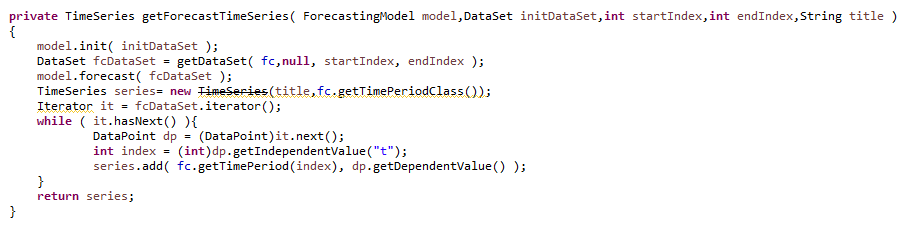 private TimeSeries getForecastTimeSeries( ForecastingModel model,DataSet initDataSet,int startIndex,int endIndex,String title )
{
    model.init( initDataSet );
    DataSet fcDataSet = getDataSet( fc,null, startIndex, endIndex );
    model.forecast( fcDataSet );
    TimeSeries series= new TimeSeries(title,fc.getTimePeriodClass());
    Iterator it = fcDataSet.iterator();
    while ( it.hasNext() ){
           DataPoint dp = (DataPoint)it.next();
           int index = (int)dp.getIndependentValue("t");
           series.add( fc.getTimePeriod(index), dp.getDependentValue() );
    }
    return series;
}